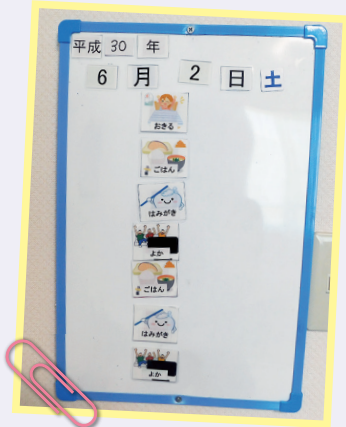 平成 30 年
6 月 2 日 土
おきる
ごはん
はみがき
よか
ごはん
はみがき
よか